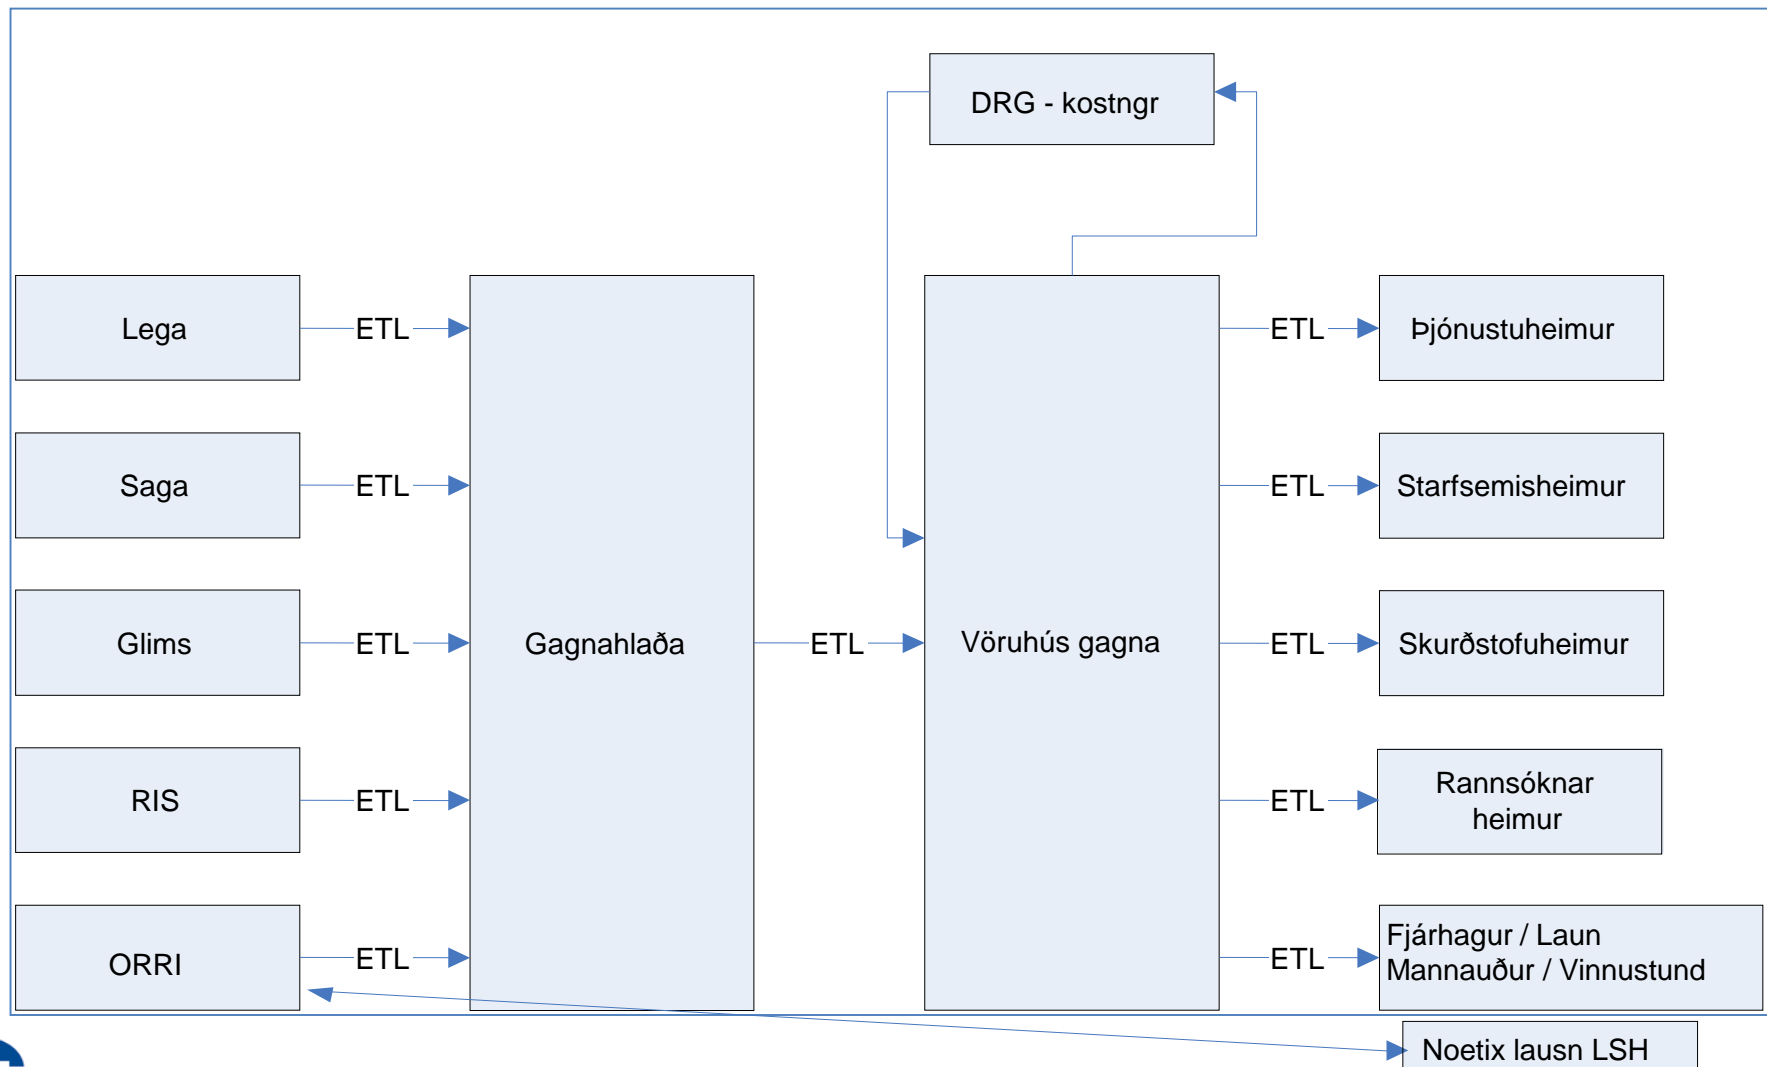 DRG - kostngr
Lega
ETL
ETL
Þjónustuheimur
Saga
ETL
ETL
Starfsemisheimur
Glims
ETL
Gagnahlaða
ETL
Vöruhús gagna
ETL
Skurðstofuheimur
RIS
ETL
ETL
Rannsóknar
heimur
ORRI
ETL
ETL
Fjárhagur / Laun
Mannauður / Vinnustund
Noetix lausn LSH